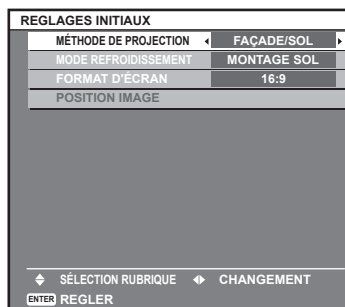 REGLAGES INITIAUX
MÉTHODE DE PROJECTION FAÇADE/SOL
MODE REFROIDISSEMENT MONTAGE SOL
FORMAT D'ÉCRAN 16:9
POSITION IMAGE
SÉLECTION RUBRIQUE CHANGEMENT
ENTER REGLER